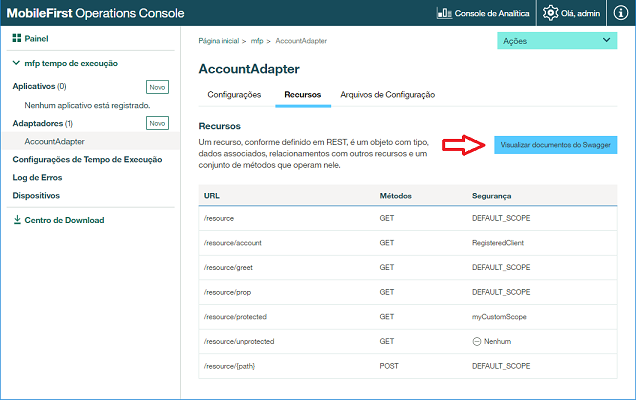 MobileFirst Operations Console
Console de Analítica
Olá, admin
Painel
mfp tempo de execução
Aplicativos (0)
Novo
Nenhum aplicativo está registrado.
Adaptadores (1)
Novo
AccountAdapter
Configurações de Tempo de Execução
Log de Erros
Dispositivos
Centro de Download
Página inicial > mfp > AccountAdapter
Ações
AccountAdapter
Configurações Recursos Arquivos de Configuração
Recursos
Um recurso, conforme definido em REST, é um objeto com tipo,
dados associados, relacionamentos com outros recursos e um
conjunto de métodos que operam nele.
Visualizar documentos do Swagger
URL Métodos Segurança
/resource GET DEFAULT_SCOPE
/resource/account GET RegisteredClient
/resource/greet GET DEFAULT_SCOPE
/resource/prop GET DEFAULT_SCOPE
/resource/protected GET myCustomScope
/resource/unprotected GET Nenhum
/resource/{path} POST DEFAULT_SCOPE